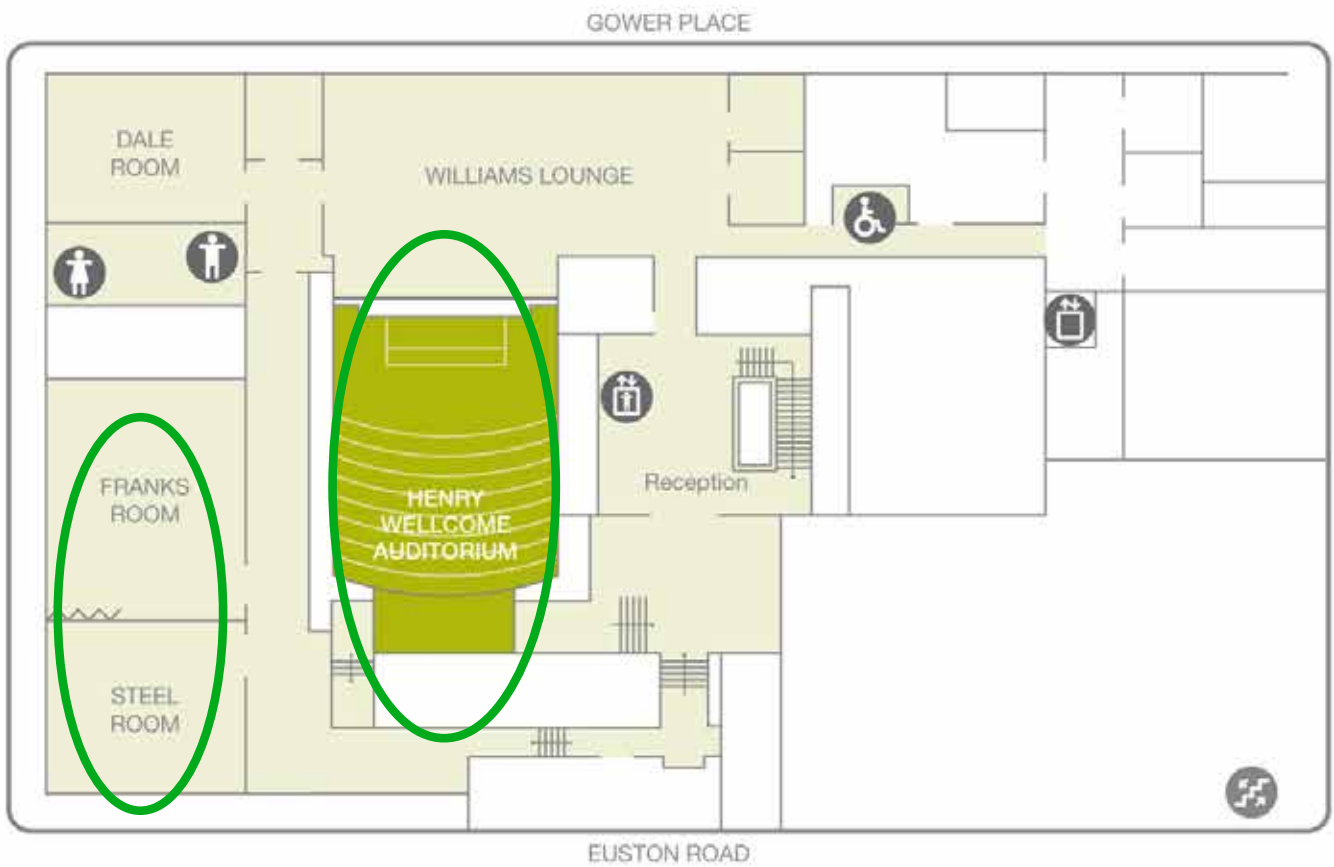 GOWER PLACE
DALE
ROOM
WILLIAMS LOUNGE
FRANKS
ROOM
HENRY
WELLCOME
AUDITORIUM
Reception
STEEL
ROOM
EUSTON ROAD